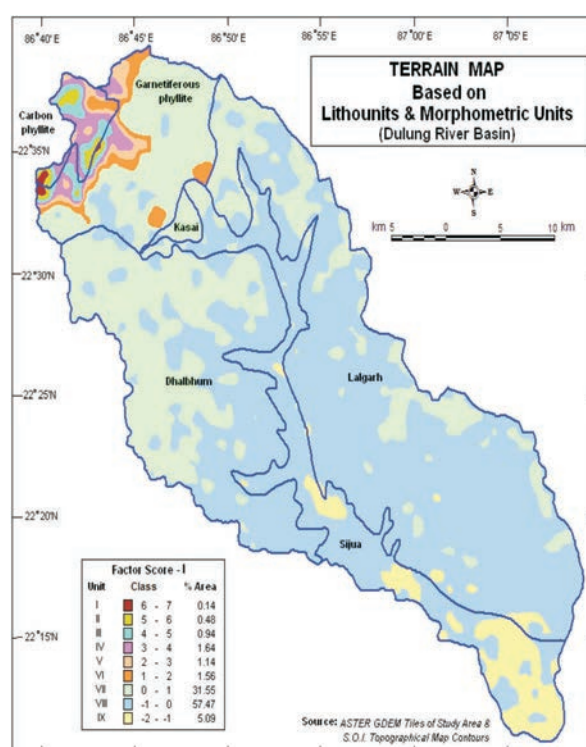 86°40'E 86°45'E 86°50'E 86°55'E 87°00'E 87°05'E
TERRAIN MAP
Based on
Lithounits & Morphometric Units
(Dulung River Basin)
Garnetiferous
phyllite
Carbon
phyllite
22°35'N
N
W E
S
km 5 0 5 10 km
Kasai
22°30'N
Dhalbhum
Lalgarh
22°25'N
22°20'N
Sijua
Factor Score - I
Unit Class % Area
I 6 - 7 0.14
II 5 - 6 0.48
III 4 - 5 0.94
IV 3 - 4 1.64
V 2 - 3 1.14
VI 1 - 2 1.56
VII 0 - 1 31.55
VIII -1 - 0 57.47
IX -2 - -1 5.09
22°15'N
Source: ASTER GDEM Tiles of Study Area &
S.O.I. Topographical Map Contours